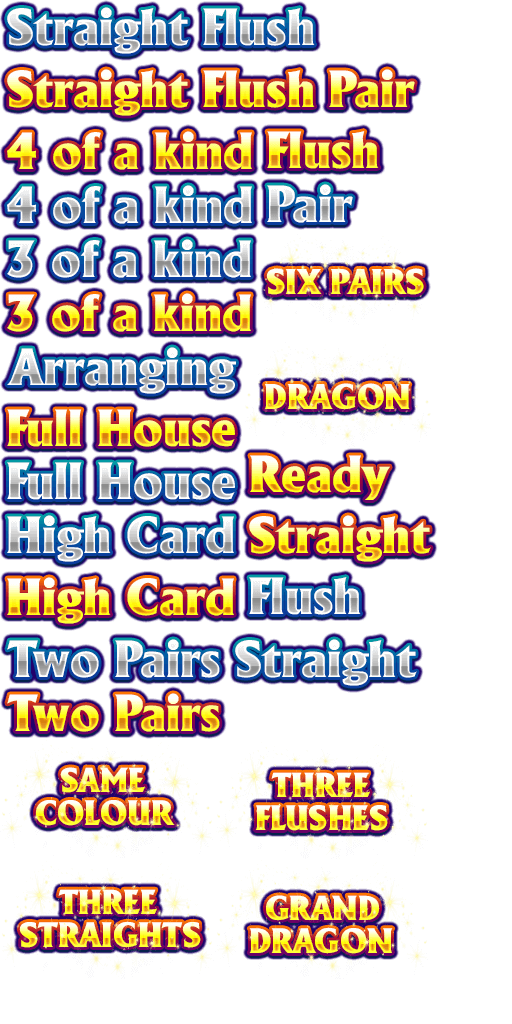 Straight Flush
Straight Flush Pair
4 of a kind Flush
4 of a kind Pair
3 of a kind
SIX PAIRS
3 of a kind
Arranging
DRAGON
Full House
Full House Ready
High Card Straight
High Card Flush
Two Pairs Straight
Two Pairs
SAME
COLOUR
THREE
FLUSHES
THREE
STRAIGHTS
GRAND
DRAGON